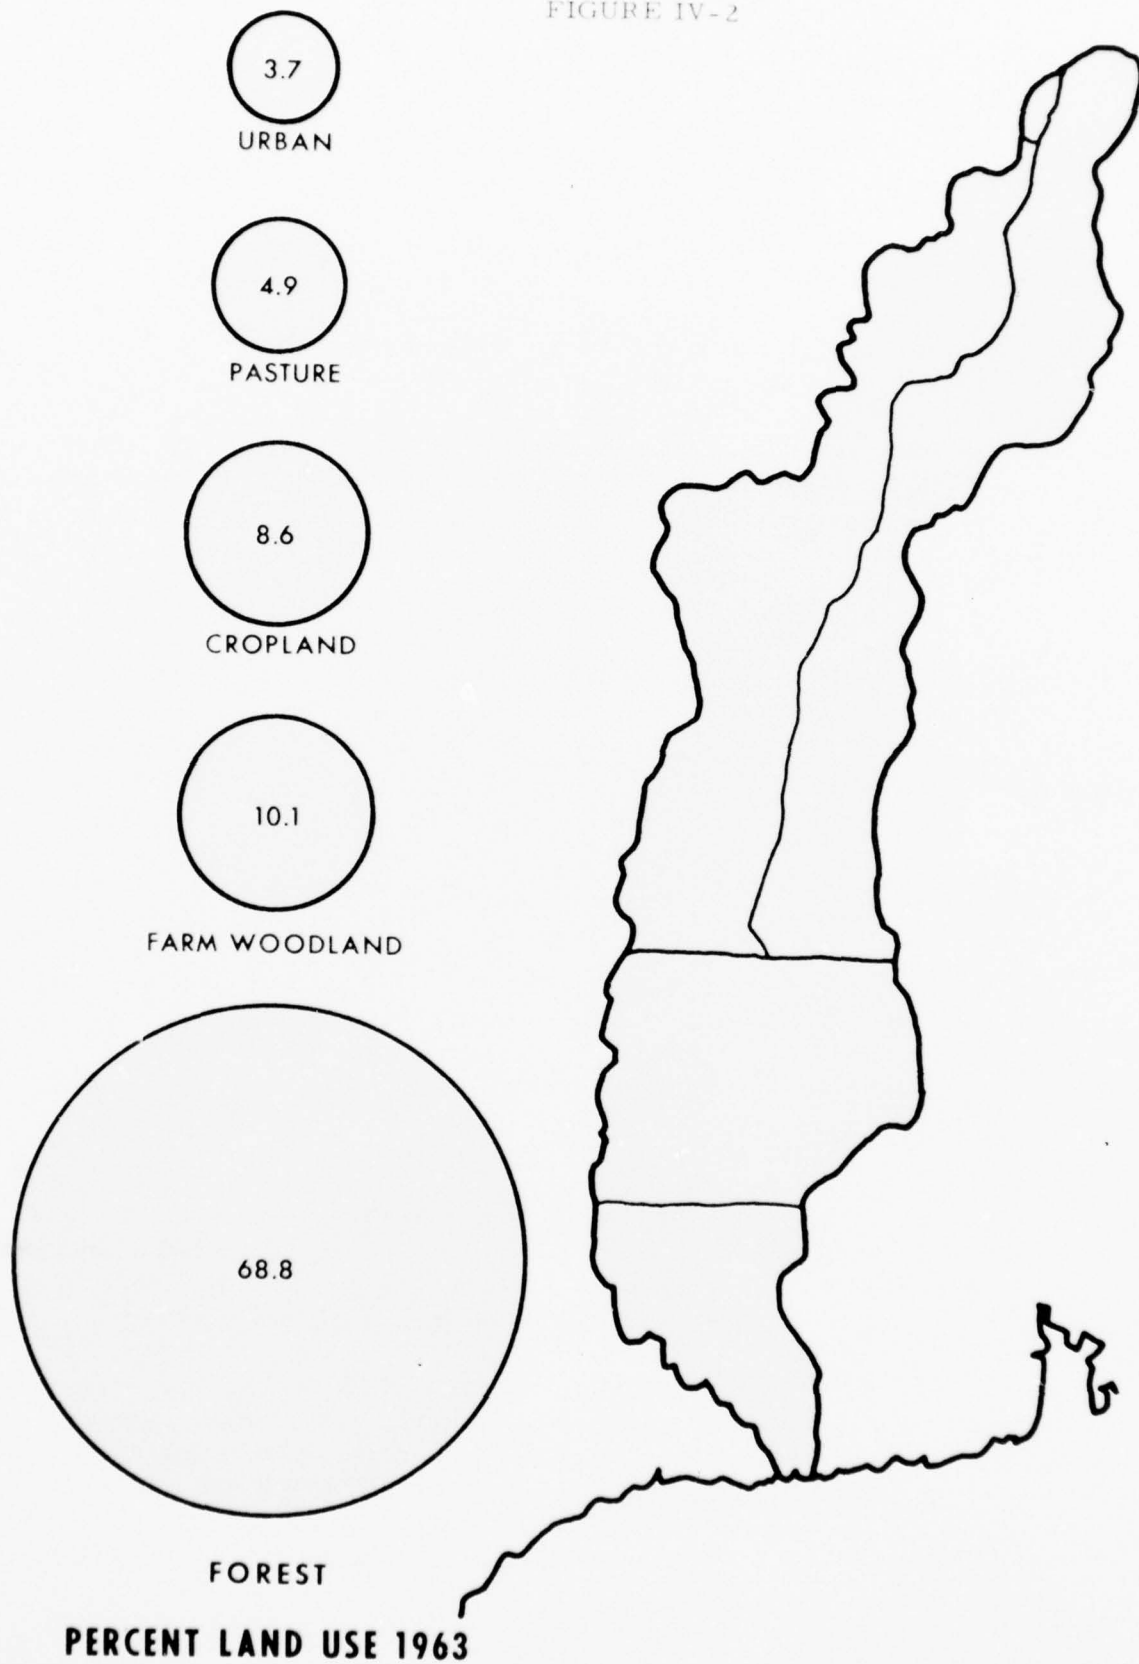 FIGURE IV-2
3.7
URBAN
4.9
PASTURE
8.6
CROPLAND
10.1
FARM WOODLAND
68.8
FOREST
PERCENT LAND USE 1963